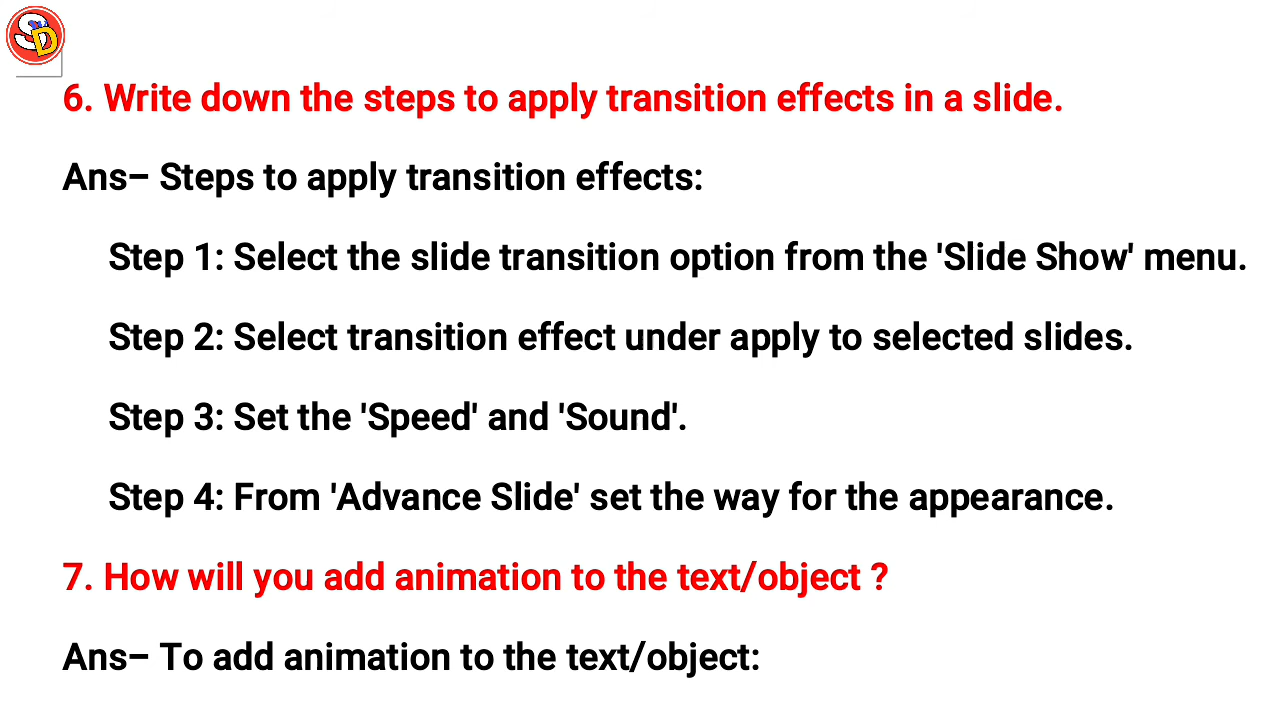 SD
6. Write down the steps to apply transition effects in a slide.
Ans– Steps to apply transition effects:
Step 1: Select the slide transition option from the 'Slide Show' menu.
Step 2: Select transition effect under apply to selected slides.
Step 3: Set the 'Speed' and 'Sound'.
Step 4: From 'Advance Slide' set the way for the appearance.
7. How will you add animation to the text/object ?
Ans– To add animation to the text/object: